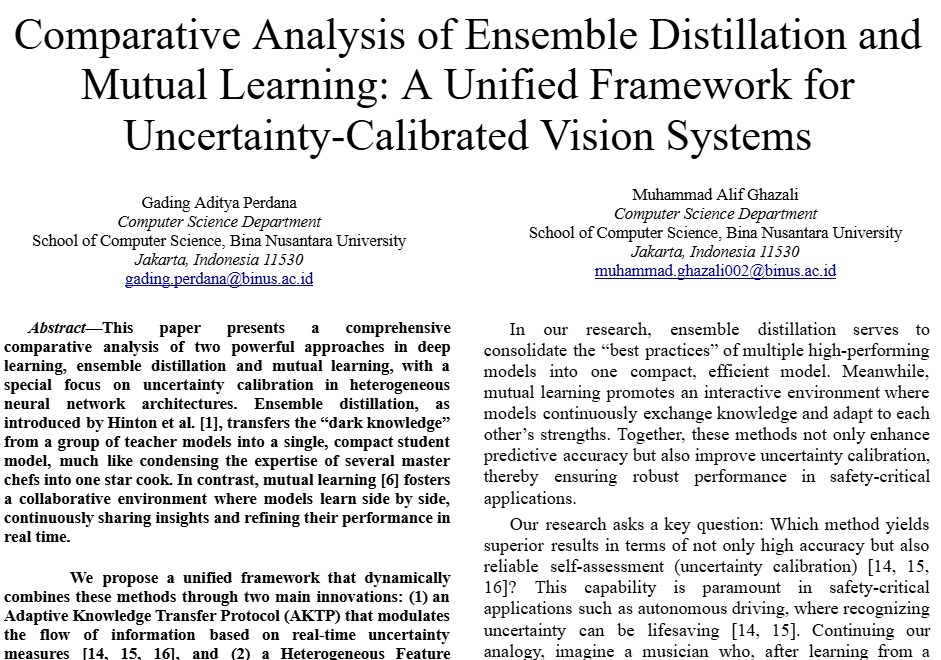 Comparative Analysis of Ensemble Distillation and
Mutual Learning: A Unified Framework for
Uncertainty-Calibrated Vision Systems
Gading Aditya Perdana
Computer Science Department
School of Computer Science, Bina Nusantara University
Jakarta, Indonesia 11530
gading.perdana@binus.ac.id
Muhammad Alif Ghazali
Computer Science Department
School of Computer Science, Bina Nusantara University
Jakarta, Indonesia 11530
muhammad.ghazali002@binus.ac.id
Abstract—This paper presents a comprehensive
comparative analysis of two powerful approaches in deep
learning, ensemble distillation and mutual learning, with a
special focus on uncertainty calibration in heterogeneous
neural network architectures. Ensemble distillation, as
introduced by Hinton et al. [1], transfers the “dark knowledge”
from a group of teacher models into a single, compact student
model, much like condensing the expertise of several master
chefs into one star cook. In contrast, mutual learning [6] fosters
a collaborative environment where models learn side by side,
continuously sharing insights and refining their performance in
real time.
We propose a unified framework that dynamically
combines these methods through two main innovations: (1) an
Adaptive Knowledge Transfer Protocol (AKTP) that modulates
the flow of information based on real-time uncertainty
measures [14, 15, 16], and (2) a Heterogeneous Feature
In our research, ensemble distillation serves to
consolidate the “best practices” of multiple high-performing
models into one compact, efficient model. Meanwhile,
mutual learning promotes an interactive environment where
models continuously exchange knowledge and adapt to each
other’s strengths. Together, these methods not only enhance
predictive accuracy but also improve uncertainty calibration,
thereby ensuring robust performance in safety-critical
applications.
Our research asks a key question: Which method yields
superior results in terms of not only high accuracy but also
reliable self-assessment (uncertainty calibration) [14, 15,
16]? This capability is paramount in safety-critical
applications such as autonomous driving, where recognizing
uncertainty can be lifesaving [14, 15]. Continuing our
analogy, imagine a musician who, after learning from a